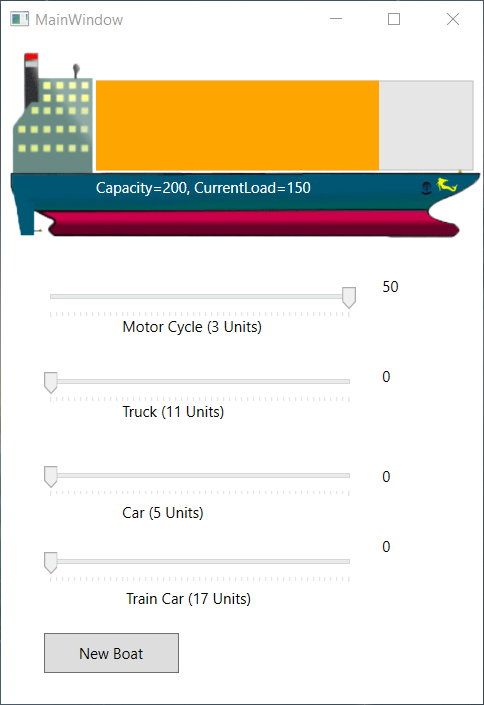 MainWindow
Capacity=200, CurrentLoad=150
50
Motor Cycle (3 Units)
0
Truck (11 Units)
0
Car (5 Units)
0
Train Car (17 Units)
New Boat